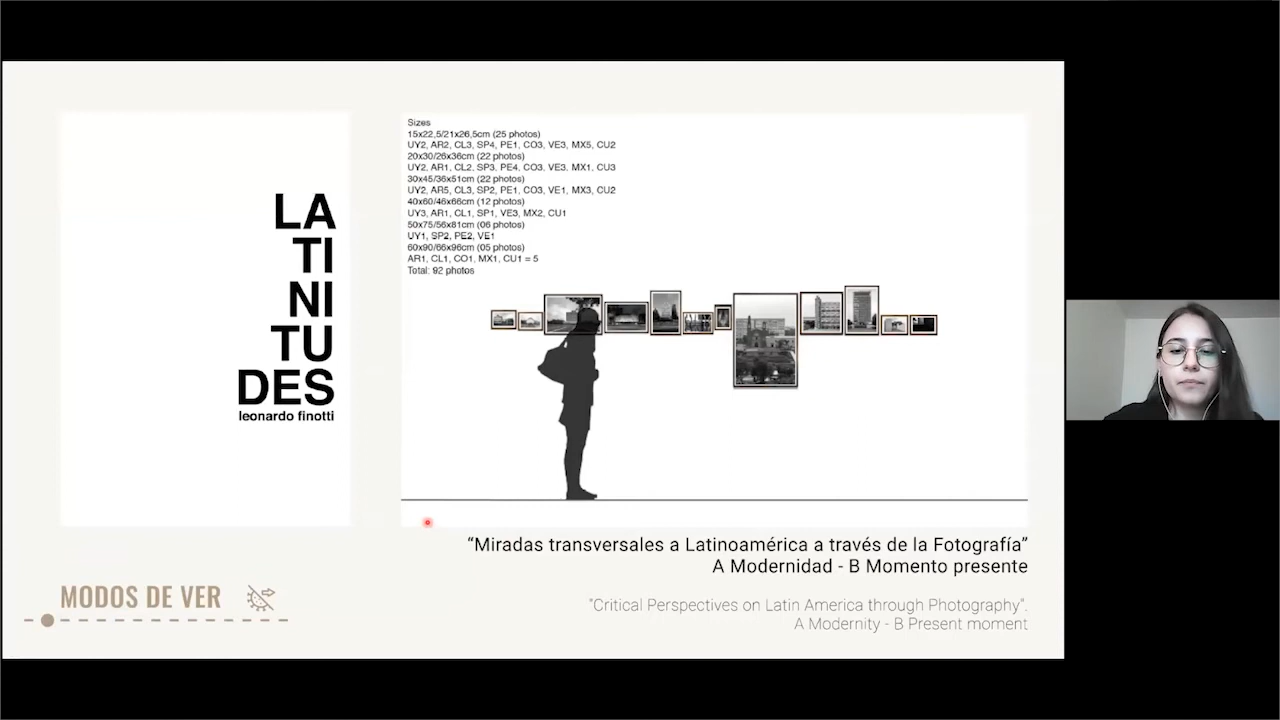 LA
TI
NI
TU
DES
leonardo finotti
Sizes
15x22,5/21x26,5cm (25 photos)
UY2, AR2, CL3, SP4, PE1, CO3, VE3, MX5, CU2
20x30/26x36cm (22 photos)
UY2, AR1, CL2, SP3, PE4, CO3, VE3, MX1, CU3
30x45/36x51cm (22 photos)
UY2, AR5, CL3, SP2, PE1, CO3, VE1, MX3, CU2
40x60/46x66cm (12 photos)
UY3, AR1, CL1, SP1, VE3, MX2, CU1
50x75/56x81cm (06 photos)
UY1, SP2, PE2, VE1
60x90/66x96cm (05 photos)
AR1, CL1, CO1, MX1, CU1 = 5
Total: 92 photos
“Miradas transversales a Latinoamérica a través de la Fotografía”
A Modernidad - B Momento presente
"Critical Perspectives on Latin America through Photography".
A Modernity - B Present moment
MODOS DE VER